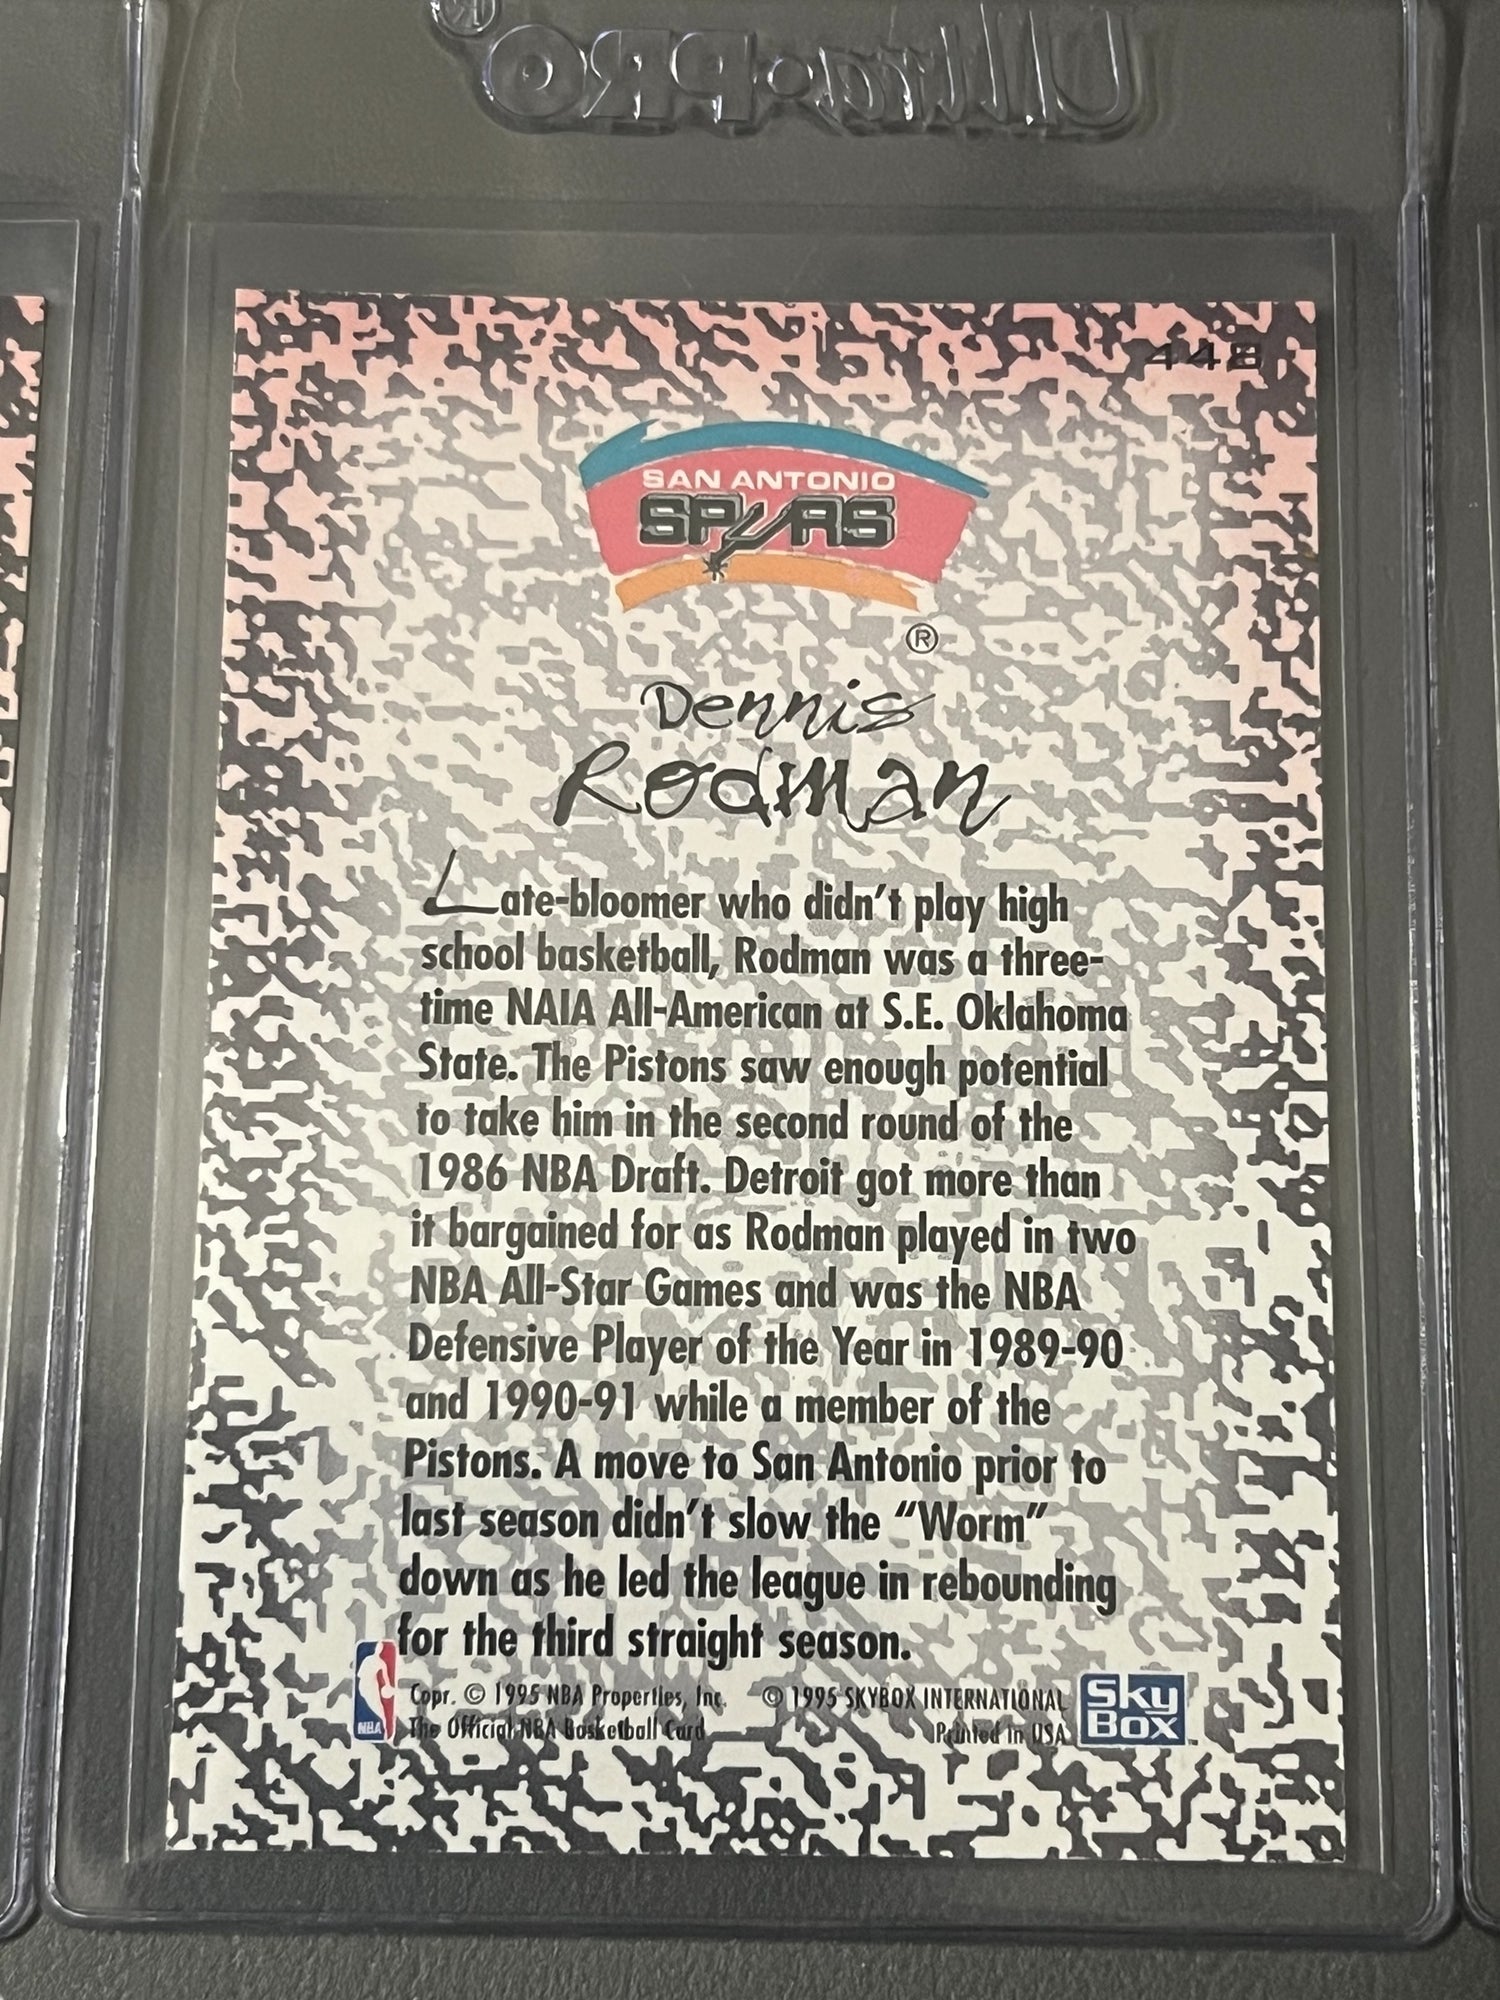 Ultra•PRO®
448
SAN ANTONIO
SPURS
®
Dennis
Rodman
Late-bloomer who didn't play high
school basketball, Rodman was a three-
time NAIA All-American at S.E. Oklahoma
State. The Pistons saw enough potential
to take him in the second round of the
1986 NBA Draft. Detroit got more than
it bargained for as Rodman played in two
NBA All-Star Games and was the NBA
Defensive Player of the Year in 1989-90
and 1990-91 while a member of the
Pistons. A move to San Antonio prior to
last season didn't slow the “Worm”
down as he led the league in rebounding
for the third straight season.
NBA
Copr. © 1995 NBA Properties, Inc. © 1995 SKYBOX INTERNATIONAL
The Official NBA Basketball Card Printed in USA
Sky
Box